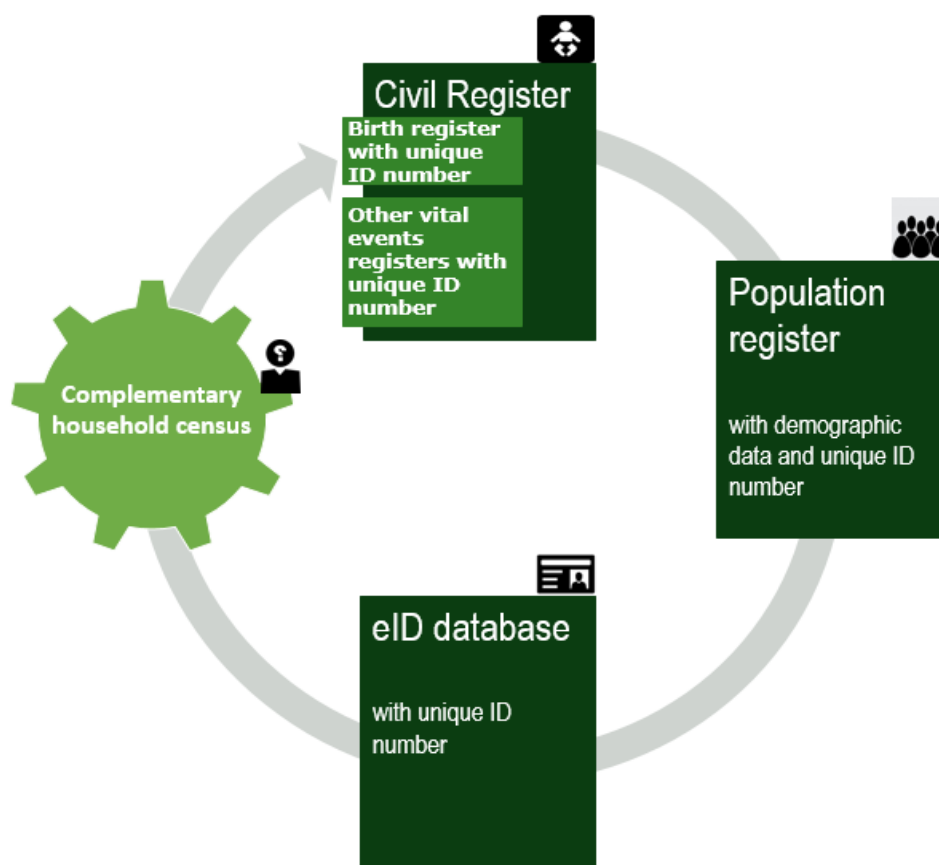 Civil Register
Birth register
with unique
ID number
Other vital
events
registers with
unique ID
number
Population
register
with demographic
data and unique ID
number
Complementary
household census
?
eID database
with unique ID
number